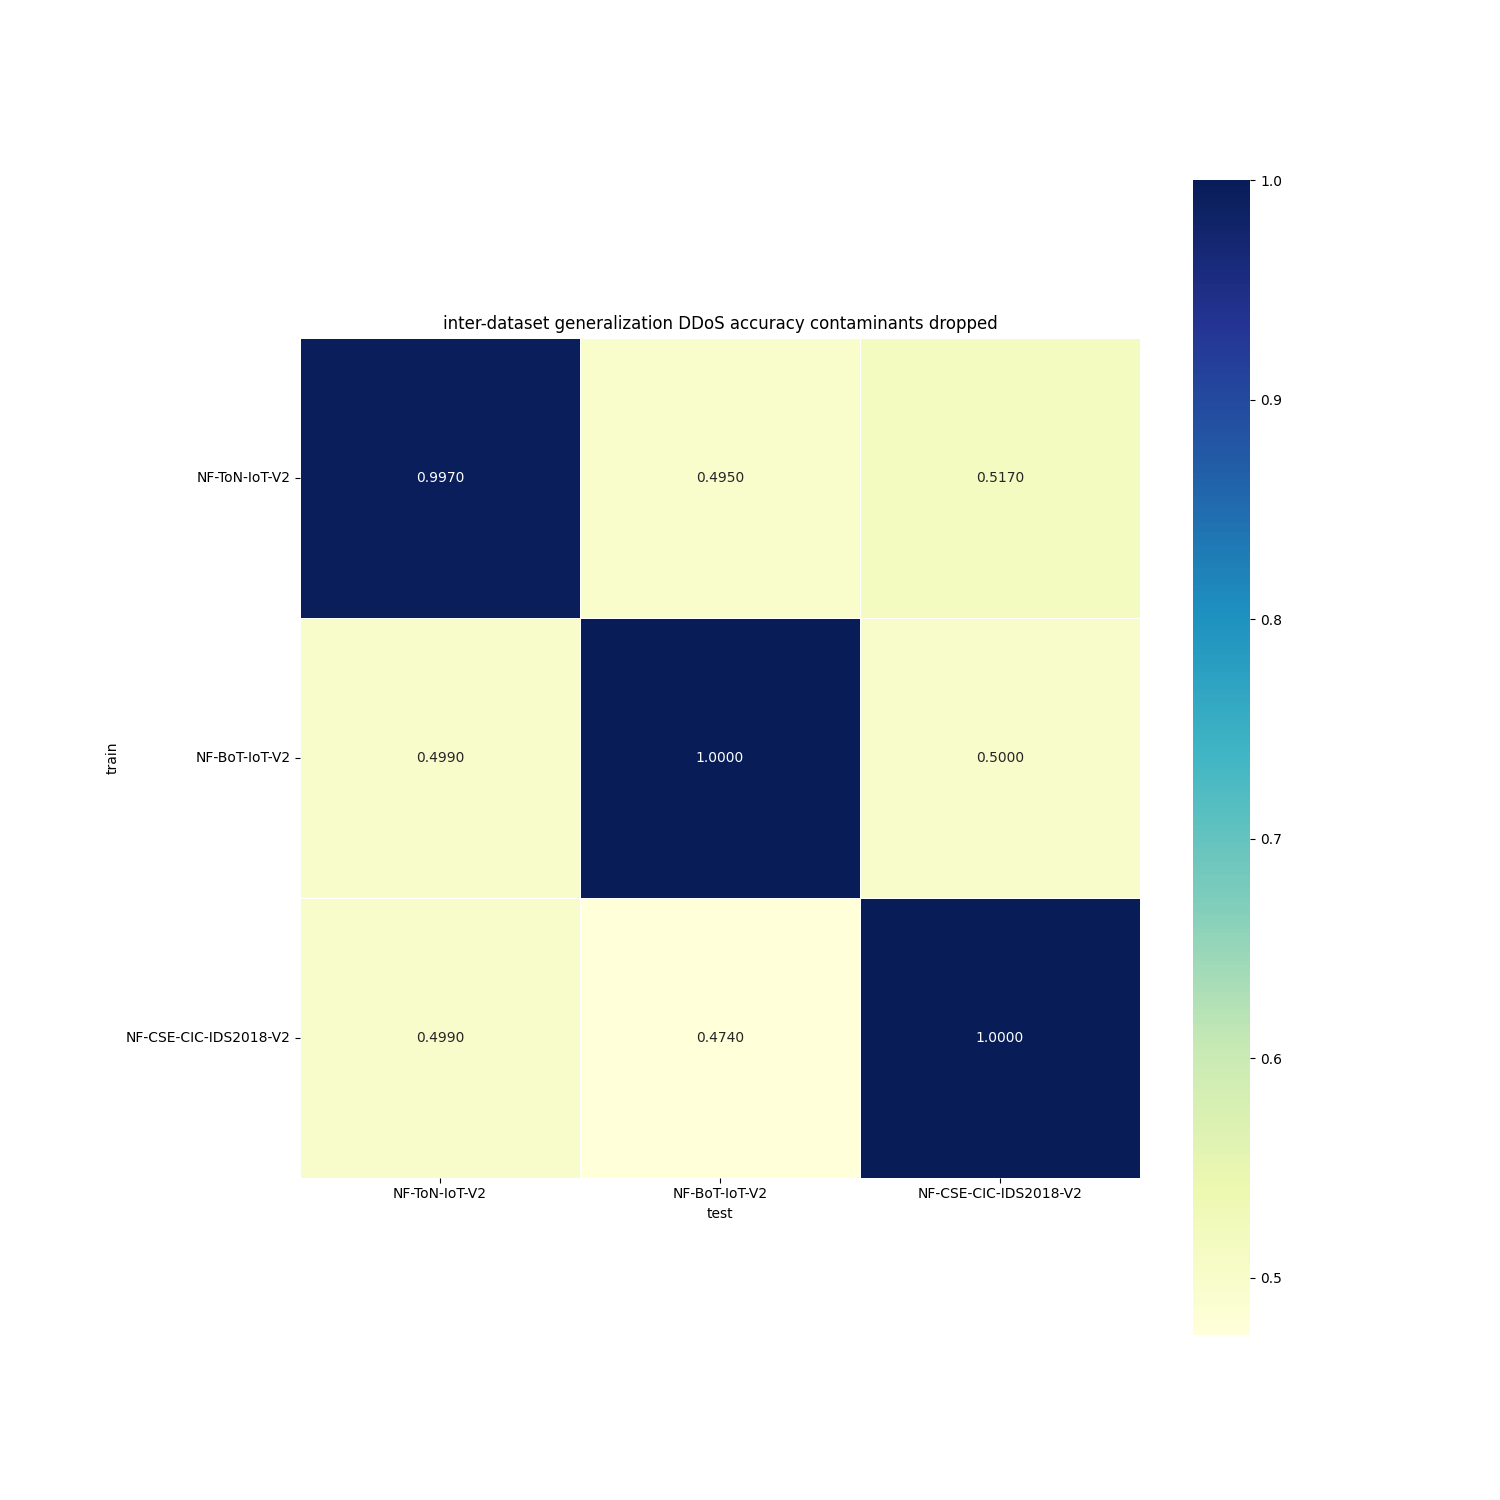 inter-dataset generalization DDoS accuracy contaminants dropped
train
NF-ToN-IoT-V2
0.9970 0.4950 0.5170
NF-BoT-IoT-V2
0.4990 1.0000 0.5000
NF-CSE-CIC-IDS2018-V2
0.4990 0.4740 1.0000
NF-ToN-IoT-V2 NF-BoT-IoT-V2 NF-CSE-CIC-IDS2018-V2
test
1.0
0.9
0.8
0.7
0.6
0.5